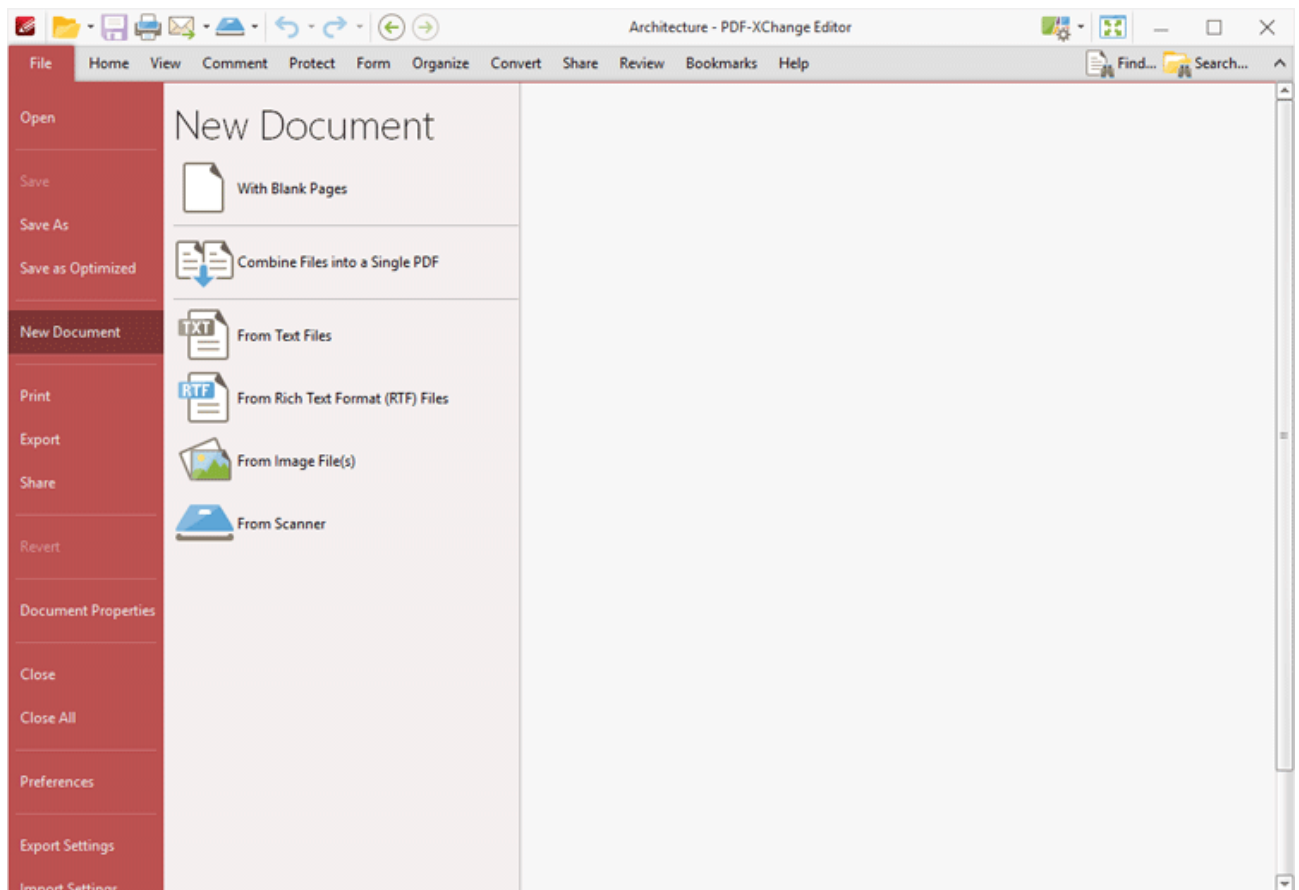 Architecture - PDF-XChange Editor
File Home View Comment Protect Form Organize Convert Share Review Bookmarks Help Find... Search...
Open
Save
Save As
Save as Optimized
New Document
Print
Export
Share
Revert
Document Properties
Close
Close All
Preferences
Export Settings
Import Settings
New Document
With Blank Pages
Combine Files into a Single PDF
TXT From Text Files
RTF From Rich Text Format (RTF) Files
From Image File(s)
From Scanner